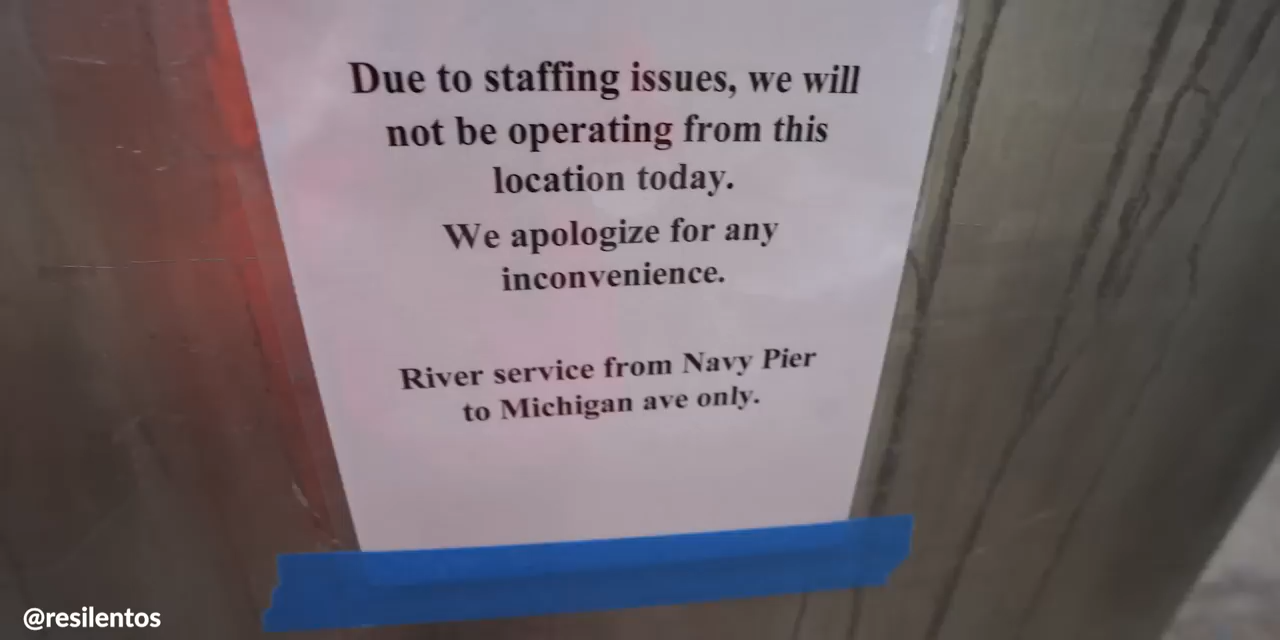 Due to staffing issues, we will
not be operating from this
location today.
We apologize for any
inconvenience.
River service from Navy Pier
to Michigan ave only.
@resilentos